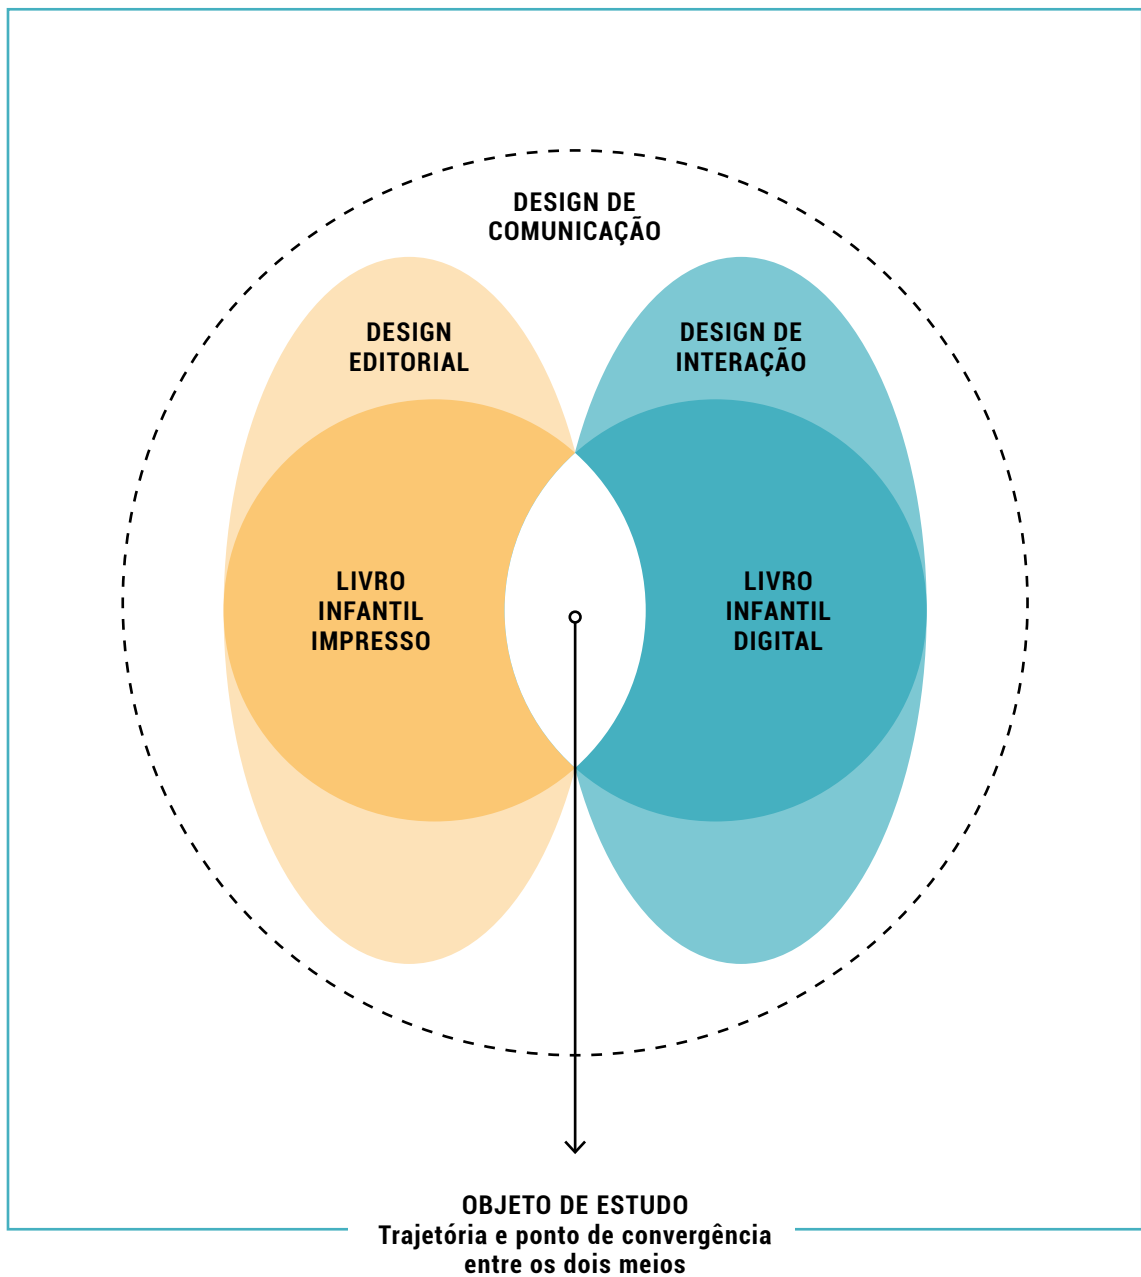 DESIGN DE
COMUNICAÇÃO
DESIGN
EDITORIAL
DESIGN DE
INTERAÇÃO
LIVRO
INFANTIL
IMPRESSO
LIVRO
INFANTIL
DIGITAL
OBJETO DE ESTUDO
Trajetória e ponto de convergência
entre os dois meios